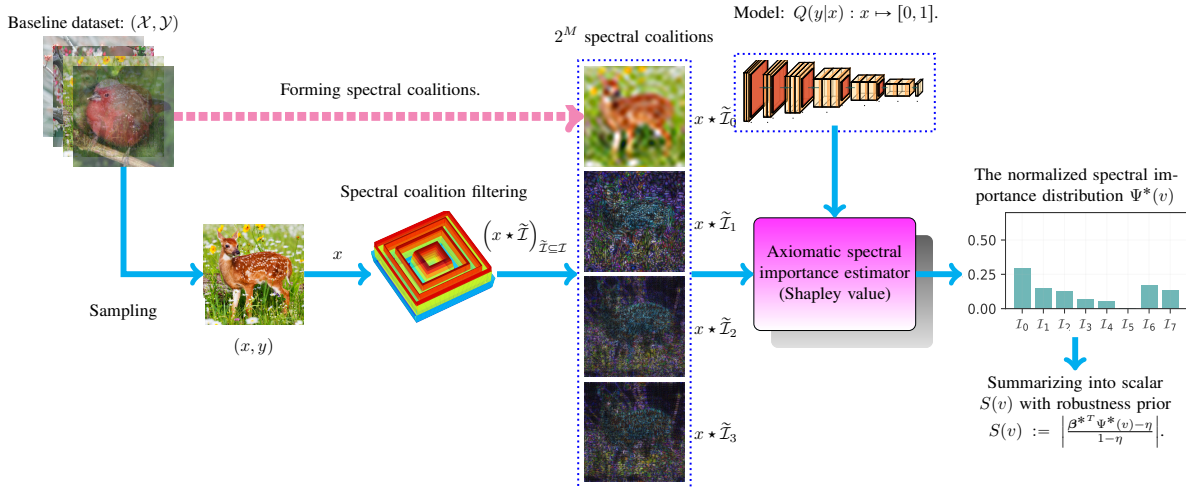 Baseline dataset: (𝒳, 𝒴)
Model: Q(y|x) : x ↦ [0, 1].
2^M spectral coalitions
Forming spectral coalitions.
x ⋆ Ĩ_0
Spectral coalition filtering
x
(x ⋆ Ĩ)_{Ĩ⊆I}
x ⋆ Ĩ_1
Sampling
(x, y)
x ⋆ Ĩ_2
x ⋆ Ĩ_3
Axiomatic spectral
importance estimator
(Shapley value)
The normalized spectral im-
portance distribution Ψ*(v)
0.50
0.25
0.00
I_0 I_1 I_2 I_3 I_4 I_5 I_6 I_7
Summarizing into scalar
S(v) with robustness prior
S(v) := |(β*^T Ψ*(v)−η)/(1−η)|.